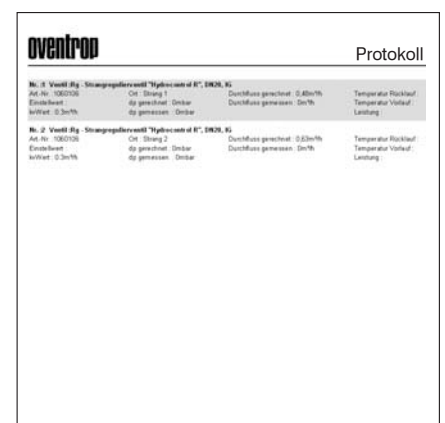 oventrop
Protokoll
Nr. :1 Ventil :Rg - Strangregulierventil "Hydrocontrol R", DN20, IG
Art.-Nr. :1060106 Ort : Strang 1 Durchfluss gerechnet : 0,48m³/h Temperatur Rücklauf :
Einstellwert : dp gerechnet : 0mbar Durchfluss gemessen : 0m³/h Temperatur Vorlauf :
kvWert : 0.3m³/h dp gemessen : 0mbar Leistung :
Nr. :2 Ventil :Rg - Strangregulierventil "Hydrocontrol R", DN20, IG
Art.-Nr. :1060106 Ort : Strang 2 Durchfluss gerechnet : 0,63m³/h Temperatur Rücklauf :
Einstellwert : dp gerechnet : 0mbar Durchfluss gemessen : 0m³/h Temperatur Vorlauf :
kvWert : 0.3m³/h dp gemessen : 0mbar Leistung :